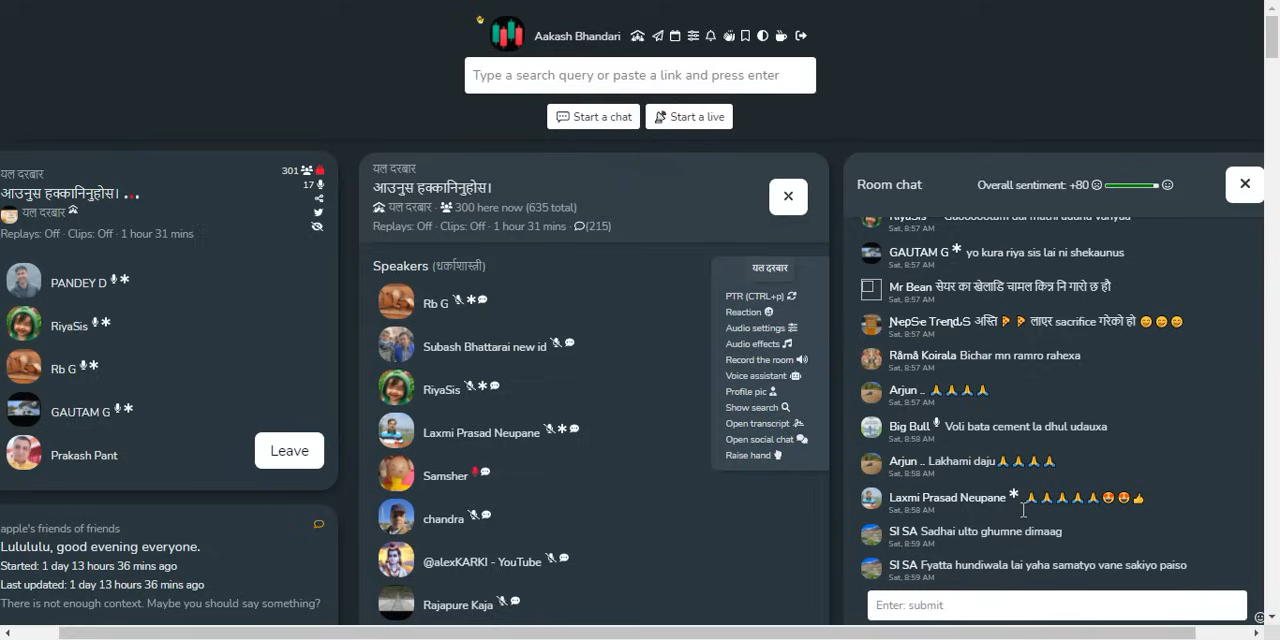 Aakash Bhandari
Type a search query or paste a link and press enter
Start a chat
Start a live
यल दरबार
आउनुस हक्कानिनुहोस।
301
17
यल दरबार
Replays: Off · Clips: Off · 1 hour 31 mins
PANDEY D
RiyaSis
Rb G
GAUTAM G
Prakash Pant
Leave
apple's friends of friends
Lulululu, good evening everyone.
Started: 1 day 13 hours 36 mins ago
Last updated: 1 day 13 hours 36 mins ago
There is not enough context. Maybe you should say something?
यल दरबार
आउनुस हक्कानिनुहोस।
यल दरबार · 300 here now (635 total)
Replays: Off · Clips: Off · 1 hour 31 mins · (215)
Speakers (धर्काशास्त्री)
Rb G
Subash Bhattarai new id
RiyaSis
Laxmi Prasad Neupane
Samsher
chandra
@alexKARKI - YouTube
Rajapure Kaja
यल दरबार
PTR (CTRL+p)
Reaction
Audio settings
Audio effects
Record the room
Voice assistant
Profile pic
Show search
Open transcript
Open social chat
Raise hand
Room chat
Overall sentiment: +80
Sat, 8:57 AM
GAUTAM G * yo kura riya sis lai ni shekaunus
Sat, 8:57 AM
Mr Bean सेयर का खेलाडि चामल किन्न नि गारो छ हौ
Sat, 8:57 AM
ƝҽρՏҽ TrҽɳԃՏ अस्ति 🍕 🍕 लाएर sacrifice गरेको हो 😊 😊 😊
Sat, 8:57 AM
Råmå Koirala Bichar mn ramro rahexa
Sat, 8:57 AM
Arjun .. 🙏 🙏 🙏 🙏
Sat, 8:57 AM
Big Bull Voli bata cement la dhul udauxa
Sat, 8:58 AM
Arjun .. Lakhami daju🙏 🙏 🙏 🙏
Sat, 8:58 AM
Laxmi Prasad Neupane * 🙏 🙏 🙏 🙏 🙏 😍 😍 👍
Sat, 8:58 AM
SI SA Sadhai ulto ghumne dimaag
Sat, 8:59 AM
SI SA Fyatta hundiwala lai yaha samatyo vane sakiyo paiso
Sat, 8:59 AM
Enter: submit